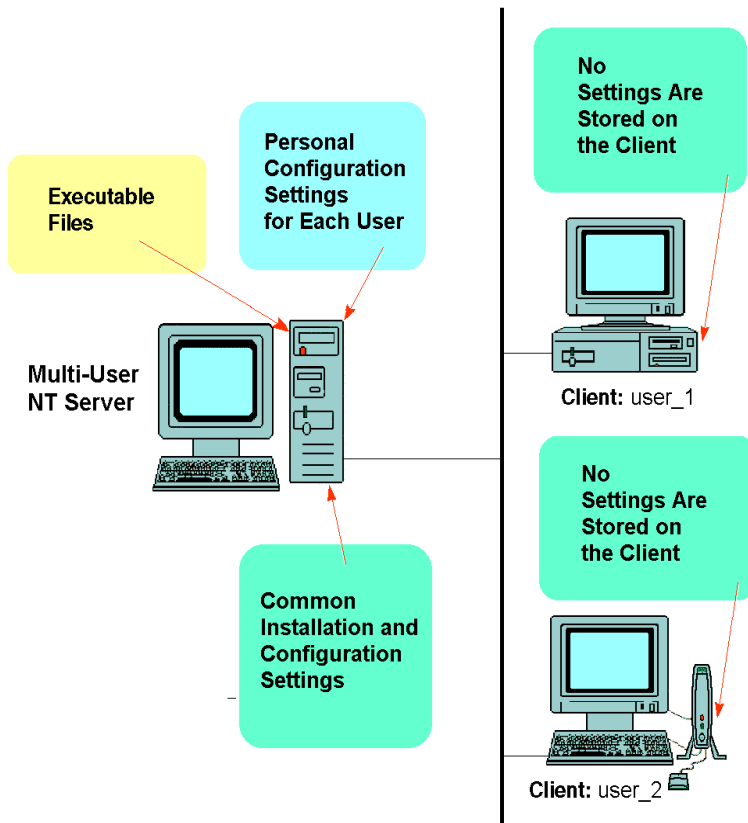 No
Settings Are
Stored on
the Client
Personal
Configuration
Settings
for Each User
Executable
Files
Multi-User
NT Server
Client: user_1
No
Settings Are
Stored on
the Client
Common
Installation and
Configuration
Settings
Client: user_2